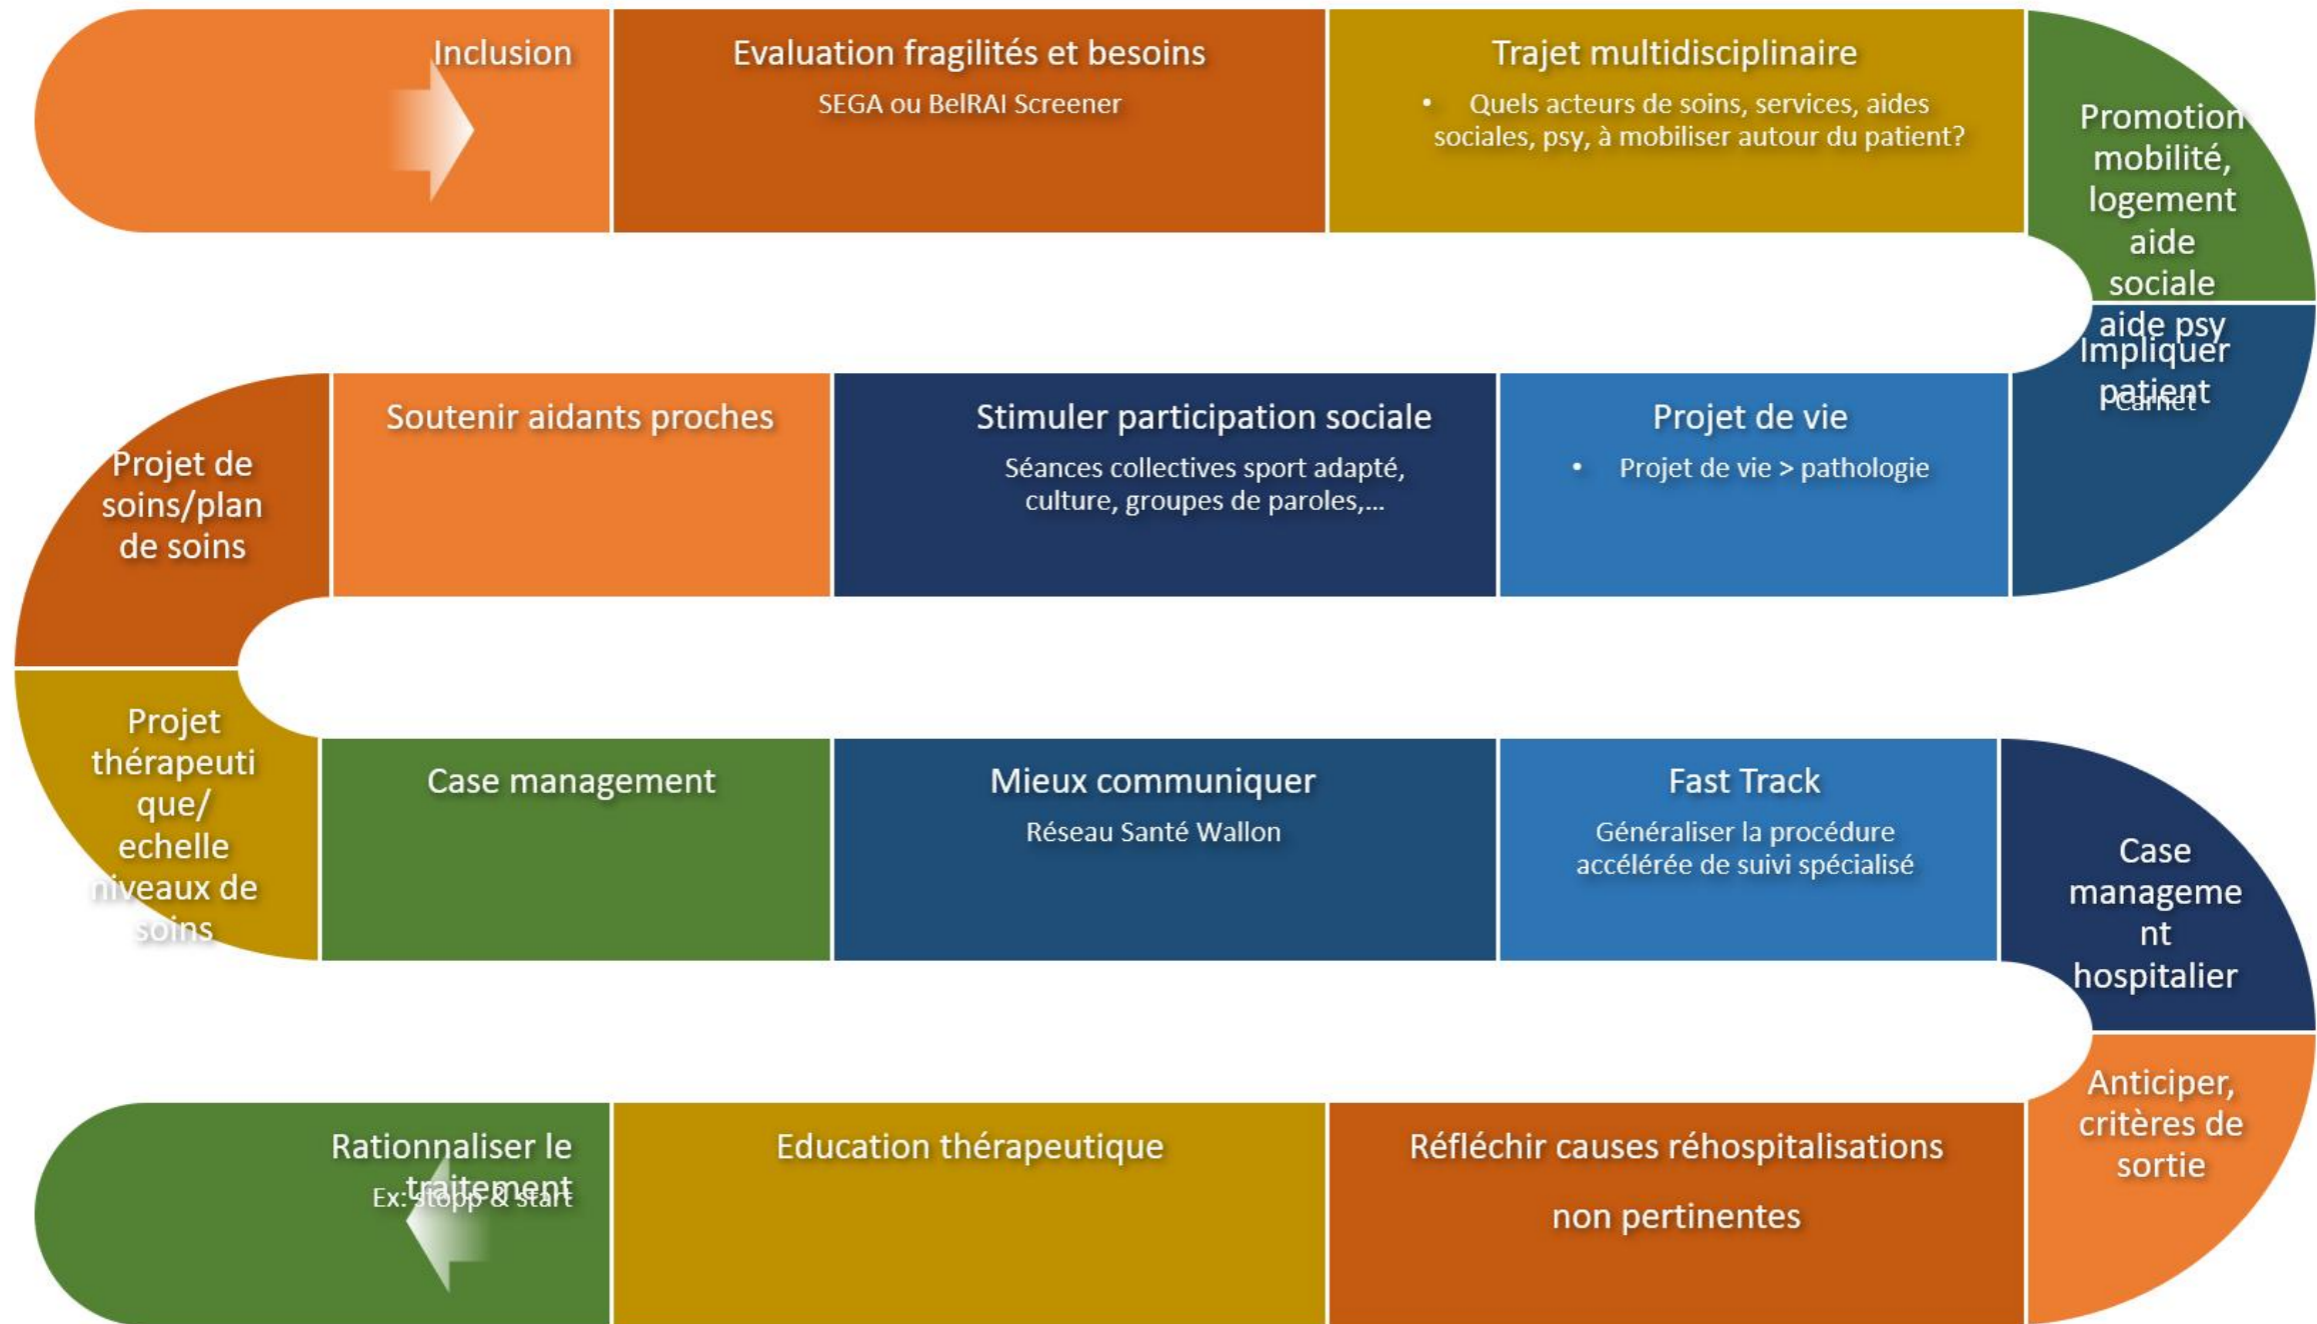 Inclusion
Evaluation fragilités et besoins
SEGA ou BelRAI Screener
Trajet multidisciplinaire
• Quels acteurs de soins, services, aides
sociales, psy, à mobiliser autour du patient?
Promotion
mobilité,
logement
aide
sociale
aide psy
Impliquer
patient
Carnet
Projet de vie
• Projet de vie > pathologie
Stimuler participation sociale
Séances collectives sport adapté,
culture, groupes de paroles,...
Soutenir aidants proches
Projet de
soins/plan
de soins
Projet
thérapeuti
que/
echelle
niveaux de
soins
Case management
Mieux communiquer
Réseau Santé Wallon
Fast Track
Généraliser la procédure
accélérée de suivi spécialisé
Case
manageme
nt
hospitalier
Anticiper,
critères de
sortie
Réfléchir causes réhospitalisations
non pertinentes
Education thérapeutique
Rationnaliser le
traitement
Ex: stopp & start